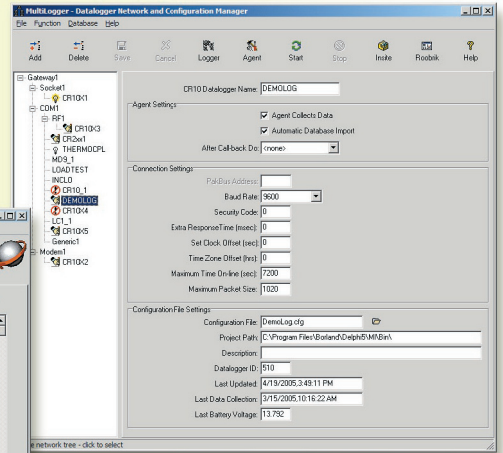 MultiLogger - Datalogger Network and Configuration Manager
File Function Database Help
Add Delete Save Cancel Logger Agent Start Stop Insite Roobrik Help
Gateway1
Socket1
CR10X1
COM1
RF1
CR10X3
CR2xx1
THERMOCPL
MD9_1
LOADTEST
INCLO
CR10_1
DEMOLOG
CR10X4
LC1_1
CR10X5
Generic1
Modem1
CR10X2
CR10 Datalogger Name: DEMOLOG
Agent Settings
Agent Collects Data
Automatic Database Import
After Call-back Do: <none>
Connection Settings
PakBus Address:
Baud Rate: 9600
Security Code: 0
Extra ResponseTime (msec): 0
Set Clock Offset (sec): 0
Time Zone Offset (hrs): 0
Maximum Time On-line (sec): 7200
Maximum Packet Size: 1020
Configuration File Settings
Configuration File: DemoLog.cfg
Project Path: C:\Program Files\Borland\Delphi5\Ml\Bin\
Description:
Datalogger ID: 510
Last Updated: 4/19/2005,3:49:11 PM
Last Data Collection: 3/15/2005,10:16:22 AM
Last Battery Voltage: 13.792
e network tree - click to select